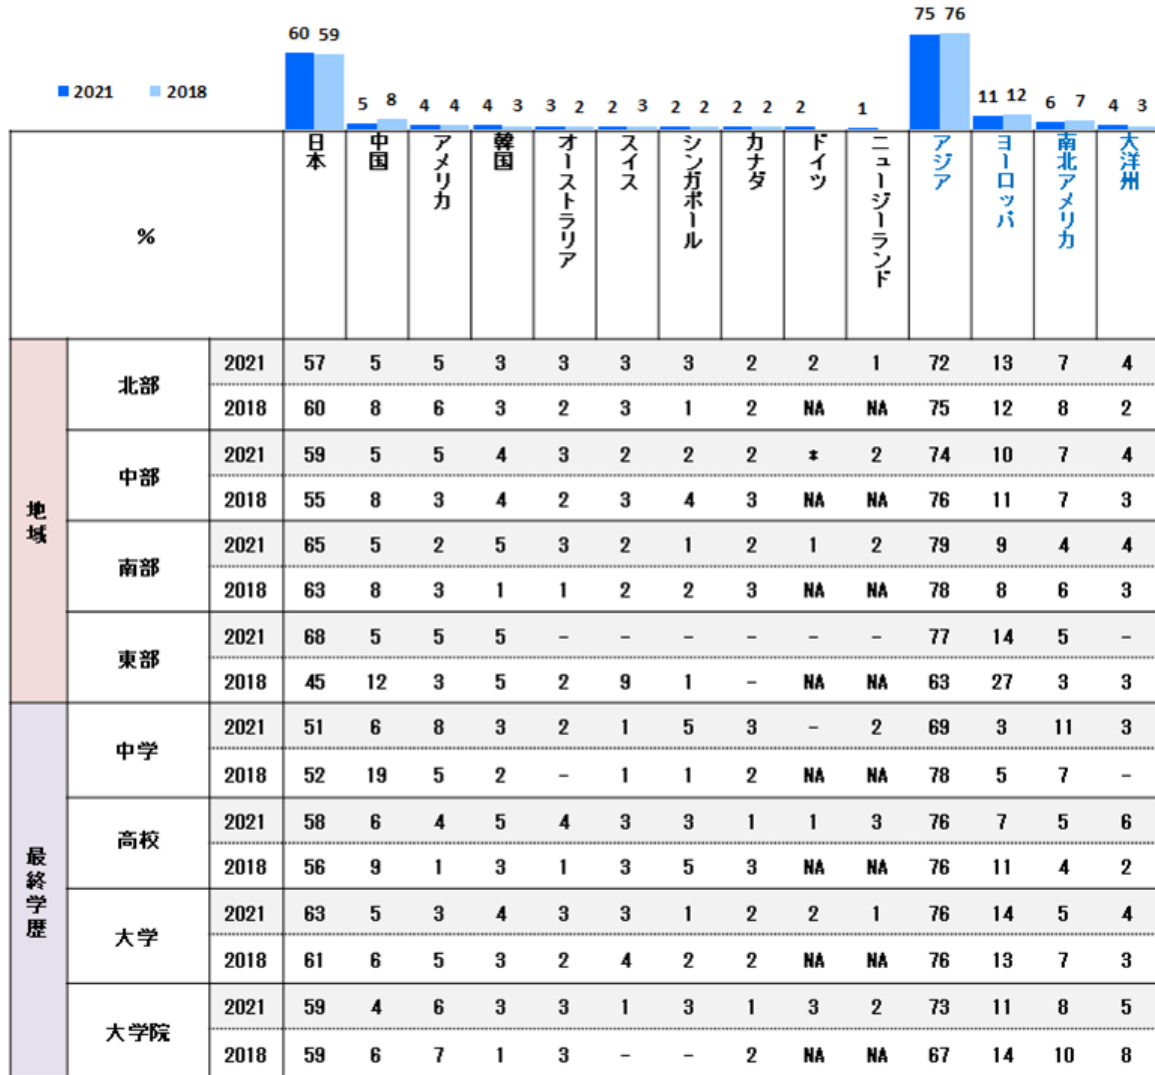 75 76
60 59
2021 2018
5 8 4 4 4 3 3 2 2 3 2 2 2 2 2 1 11 12 6 7 4 3
% 日本 中国 アメリカ 韓国 オーストラリア スイス シンガポール カナダ ドイツ ニュージーランド アジア ヨーロッパ 南北アメリカ 大洋州
地域
北部 2021 57 5 5 3 3 3 3 2 2 1 72 13 7 4
2018 60 8 6 3 2 3 1 2 NA NA 75 12 8 2
中部 2021 59 5 5 4 3 2 2 2 * 2 74 10 7 4
2018 55 8 3 4 2 3 4 3 NA NA 76 11 7 3
南部 2021 65 5 2 5 3 2 1 2 1 2 79 9 4 4
2018 63 8 3 1 1 2 2 3 NA NA 78 8 6 3
東部 2021 68 5 5 5 - - - - - - 77 14 5 -
2018 45 12 3 5 2 9 1 - NA NA 63 27 3 3
最終学歴
中学 2021 51 6 8 3 2 1 5 3 - 2 69 3 11 3
2018 52 19 5 2 - 1 1 2 NA NA 78 5 7 -
高校 2021 58 6 4 5 4 3 3 1 1 3 76 7 5 6
2018 56 9 1 3 1 3 5 3 NA NA 76 11 4 2
大学 2021 63 5 3 4 3 3 1 2 2 1 76 14 5 4
2018 61 6 5 3 2 4 2 2 NA NA 76 13 7 3
大学院 2021 59 4 6 3 3 1 3 1 3 2 73 11 8 5
2018 59 6 7 1 3 - - 2 NA NA 67 14 10 8